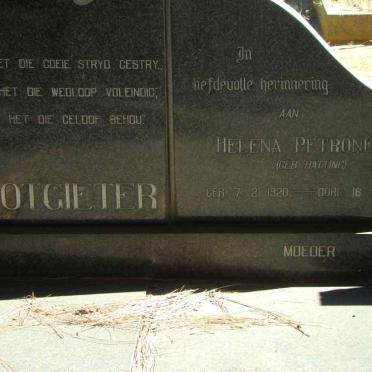 ET DIE GOEIE STRYD GESTRY,
HET DIE WEDLOOP VOLEINDIG,
HET DIE GELOOF BEHOU.
OTGIETER
In
liefdevolle herinnering
AAN
HELENA PETRONE
(GEB. HATTING)
GEB. 7. 2. 1920 — OORL. 16
MOEDER